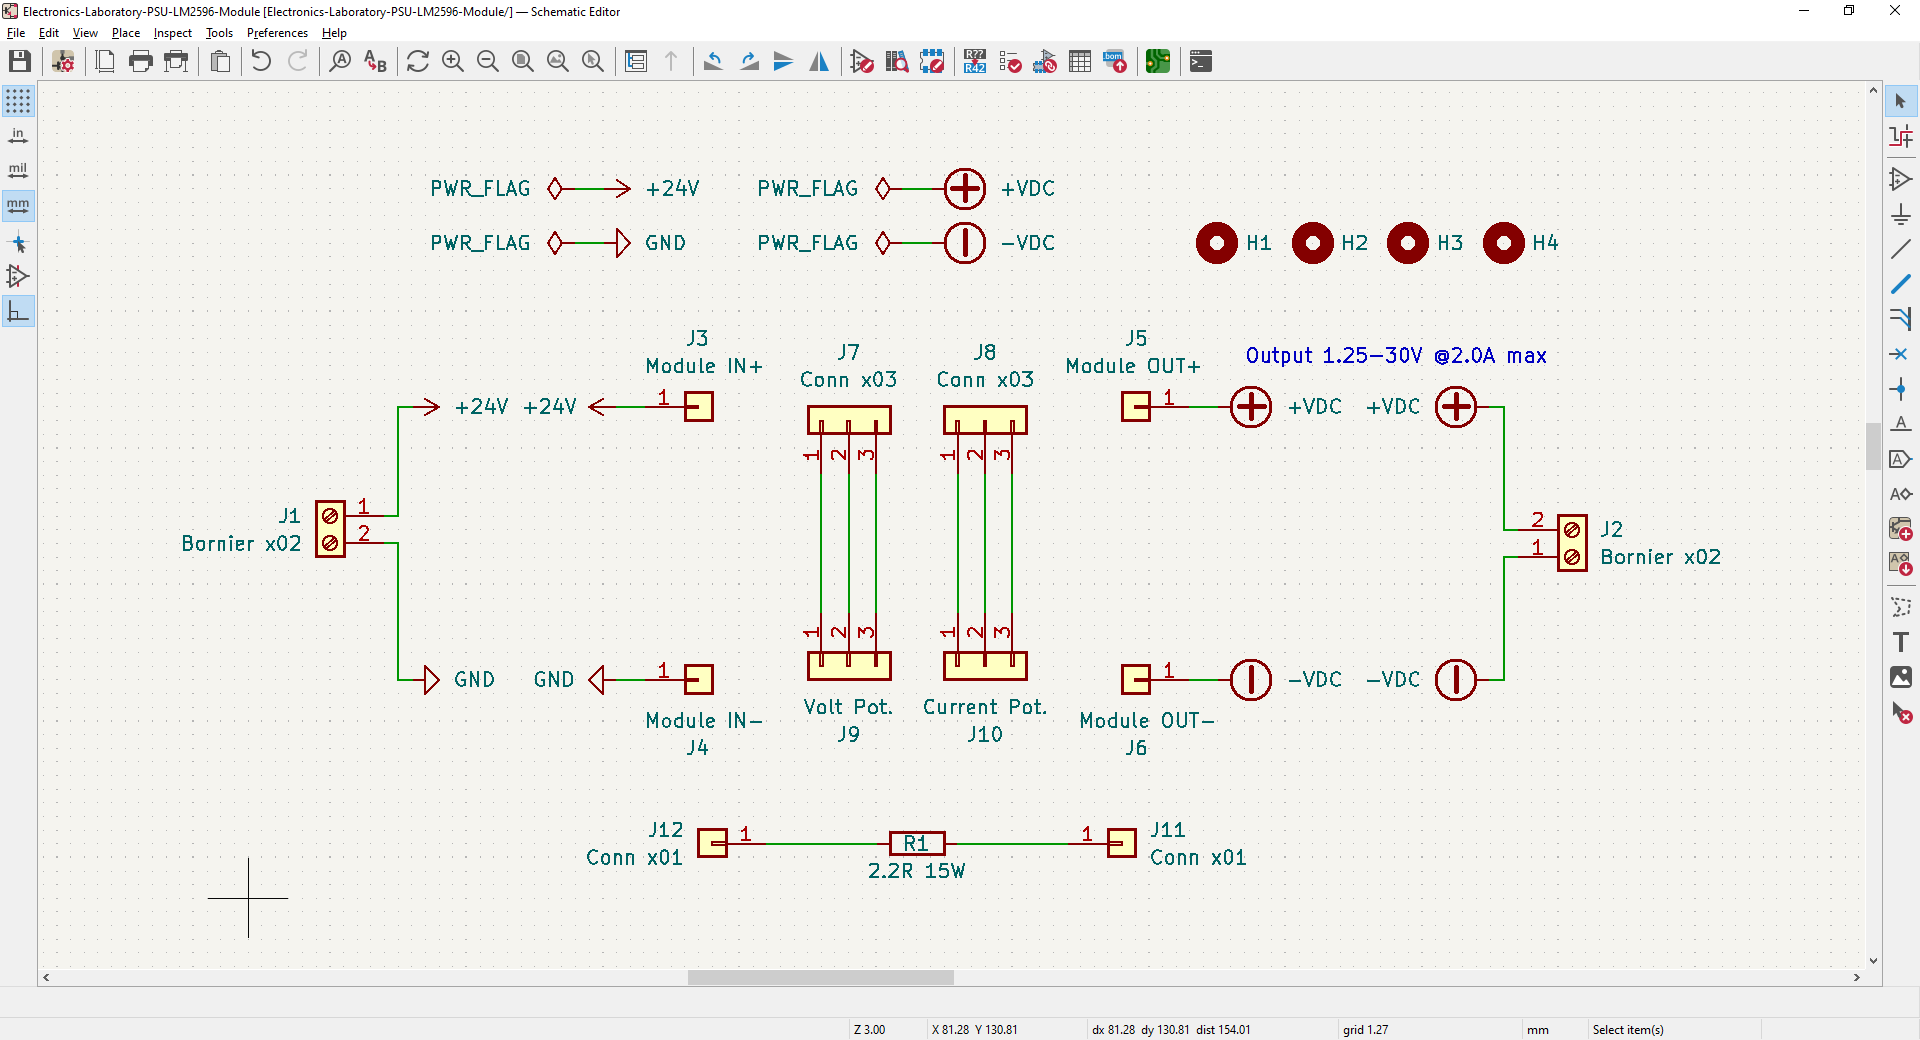 Electronics-Laboratory-PSU-LM2596-Module [Electronics-Laboratory-PSU-LM2596-Module/] — Schematic Editor
File Edit View Place Inspect Tools Preferences Help
A
A B
R??
R42
bom
in
mil
mm
PWR_FLAG +24V PWR_FLAG +VDC
PWR_FLAG GND PWR_FLAG -VDC
H1 H2 H3 H4
J3
Module IN+
J7
Conn x03
J8
Conn x03
J5
Module OUT+
Output 1.25-30V @2.0A max
+24V +24V 1
1 +VDC +VDC
1 2 3 1 2 3
J1
Bornier x02
1
2
2
1
J2
Bornier x02
1 2 3 1 2 3
GND GND 1
1 -VDC -VDC
Module IN-
J4
Volt Pot.
J9
Current Pot.
J10
Module OUT-
J6
J12
Conn x01
1 R1 1
2.2R 15W
J11
Conn x01
A
A
A
A
T
Z 3.00 X 81.28 Y 130.81 dx 81.28 dy 130.81 dist 154.01 grid 1.27 mm Select item(s)